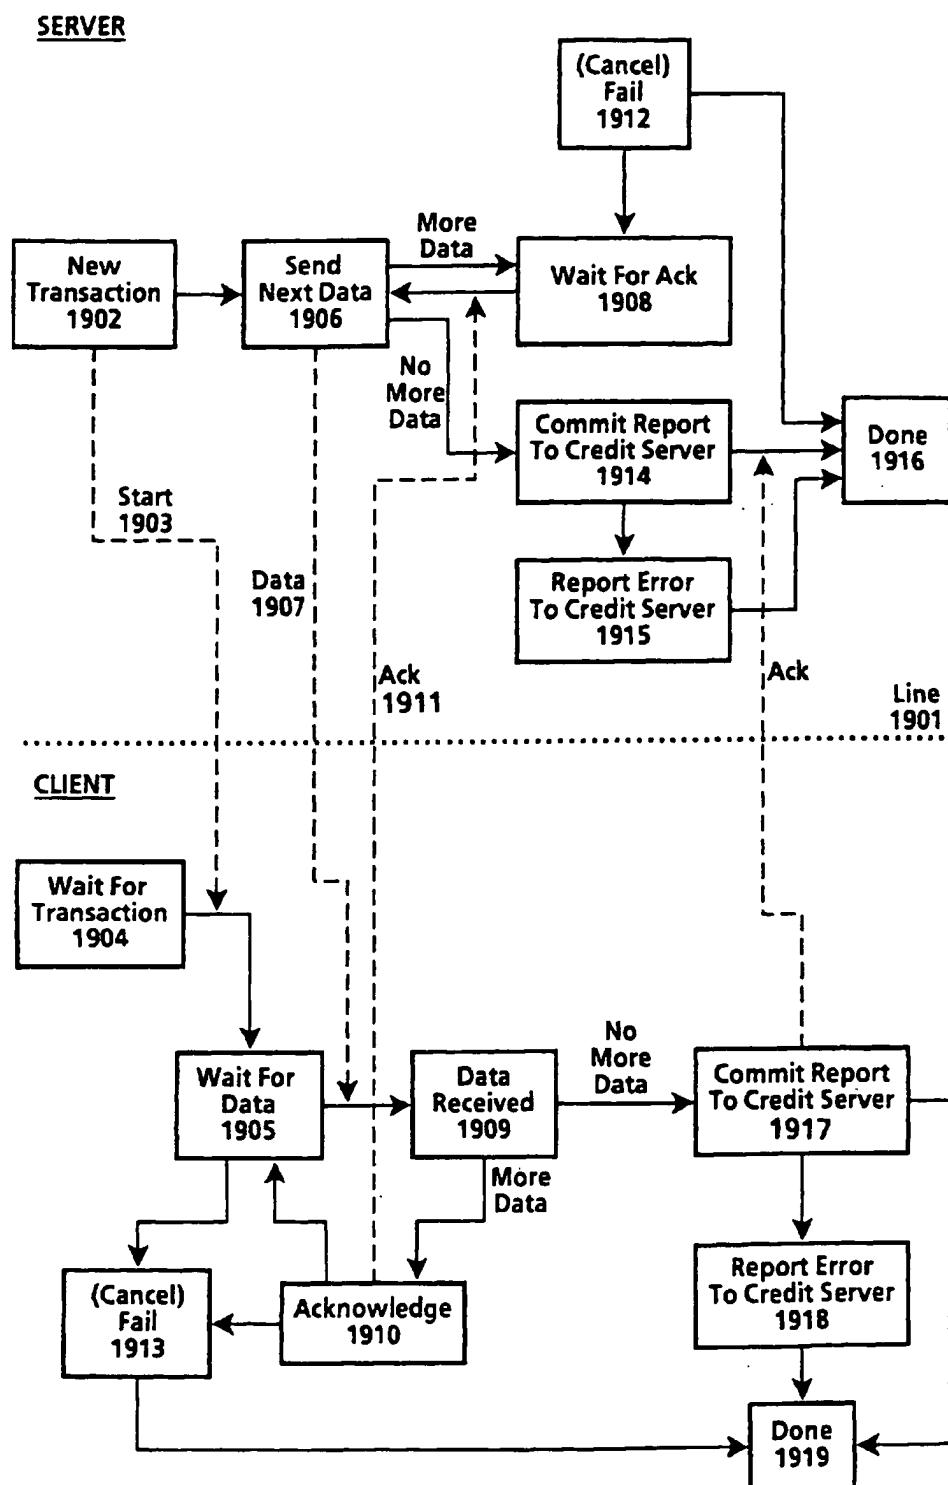 SERVER
(Cancel)
Fail
1912
More
Data
New
Transaction
1902
Send
Next Data
1906
Wait For Ack
1908
No
More
Data
Commit Report
To Credit Server
1914
Done
1916
Start
1903
Data
1907
Report Error
To Credit Server
1915
Ack
1911
Ack
Line
1901
CLIENT
Wait For
Transaction
1904
Wait For
Data
1905
Data
Received
1909
No
More
Data
Commit Report
To Credit Server
1917
More
Data
(Cancel)
Fail
1913
Acknowledge
1910
Report Error
To Credit Server
1918
Done
1919